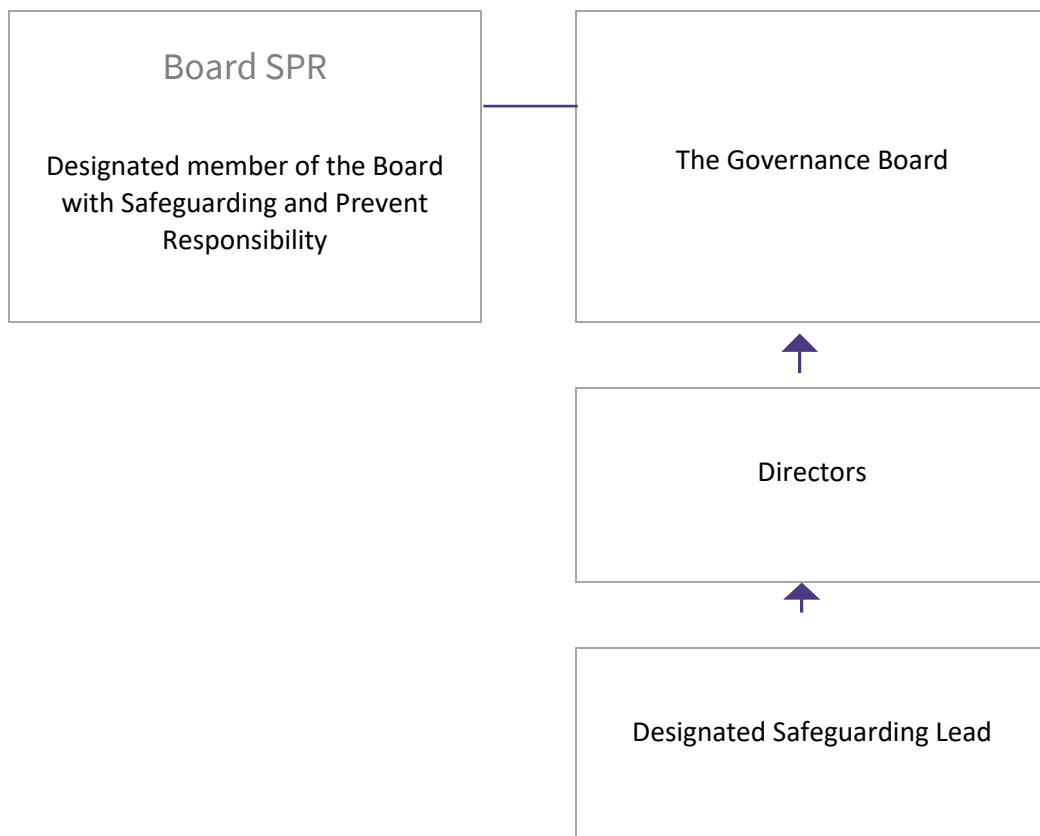 Board SPR
Designated member of the Board
with Safeguarding and Prevent
Responsibility
The Governance Board
Directors
Designated Safeguarding Lead